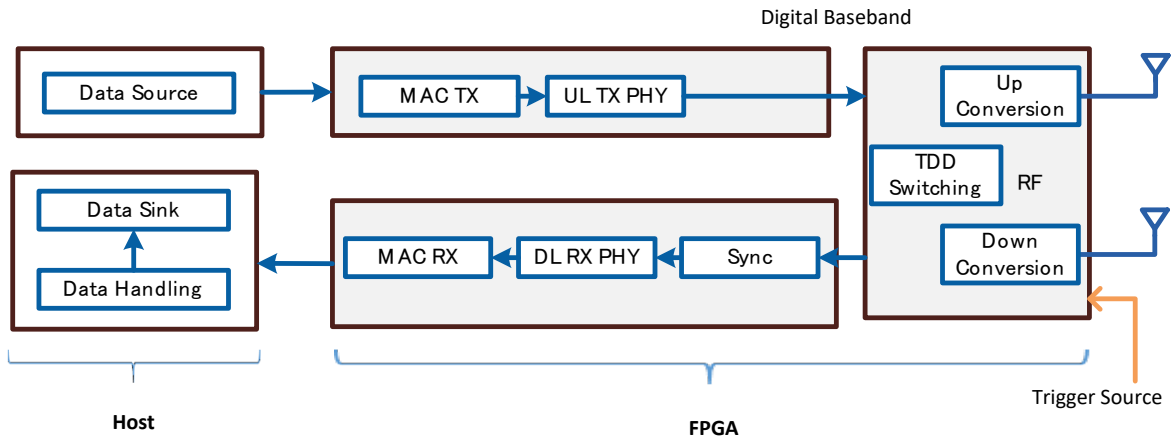 Digital Baseband
Data Source
MAC TX
UL TX PHY
Up
Conversion
TDD
Switching
RF
Data Sink
Data Handling
MAC RX
DL RX PHY
Sync
Down
Conversion
Trigger Source
Host
FPGA